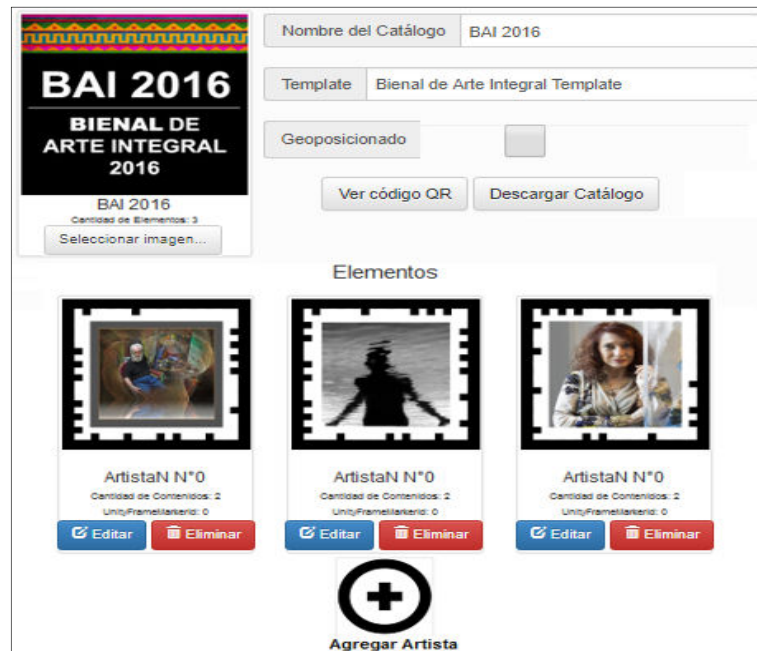 BAI 2016
BIENAL DE
ARTE INTEGRAL
2016
BAI 2016
Cantidad de Elementos: 3
Seleccionar imagen...
Nombre del Catálogo BAI 2016
Template Bienal de Arte Integral Template
Geoposicionado
Ver código QR Descargar Catálogo
Elementos
ArtistaN N°0
Cantidad de Contenidos: 2
UnityFrameMarkerId: 0
Editar Eliminar
ArtistaN N°0
Cantidad de Contenidos: 2
UnityFrameMarkerId: 0
Editar Eliminar
ArtistaN N°0
Cantidad de Contenidos: 2
UnityFrameMarkerId: 0
Editar Eliminar
Agregar Artista